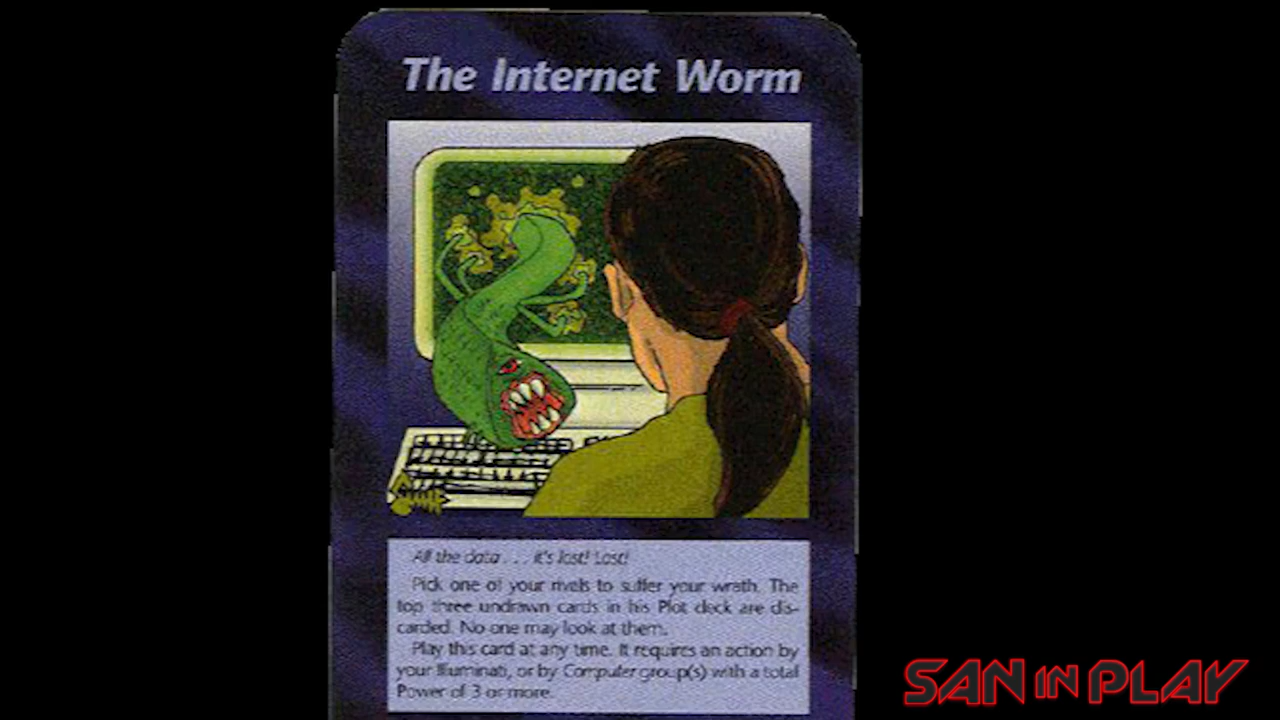 The Internet Worm
All the data . . . it's lost! Lost!
Pick one of your rivals to suffer your wrath. The
top three undrawn cards in his Plot deck are dis-
carded. No one may look at them.
Play this card at any time. It requires an action by
your Illuminati, or by Computer group(s) with a total
Power of 3 or more.
SAN IN PLAY